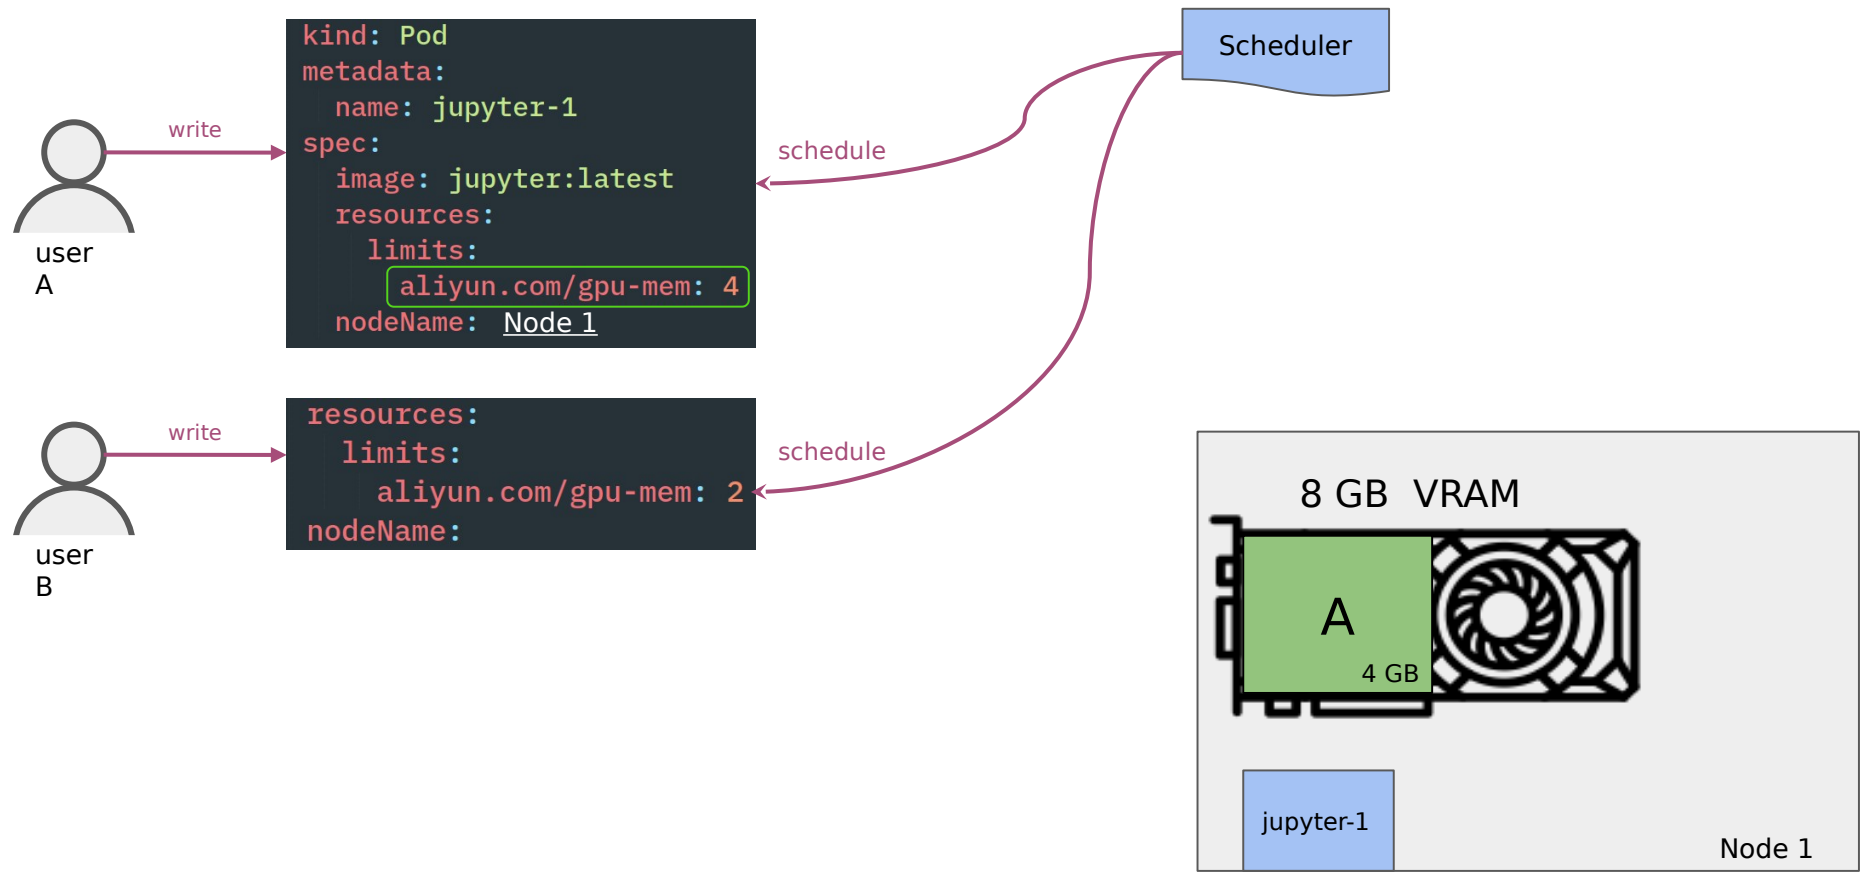 Scheduler
kind: Pod
metadata:
name: jupyter-1
spec:
image: jupyter:latest
resources:
limits:
aliyun.com/gpu-mem: 4
nodeName: Node 1
write
schedule
user
A
resources:
limits:
aliyun.com/gpu-mem: 2
nodeName:
write
schedule
user
B
8 GB VRAM
A
4 GB
jupyter-1
Node 1